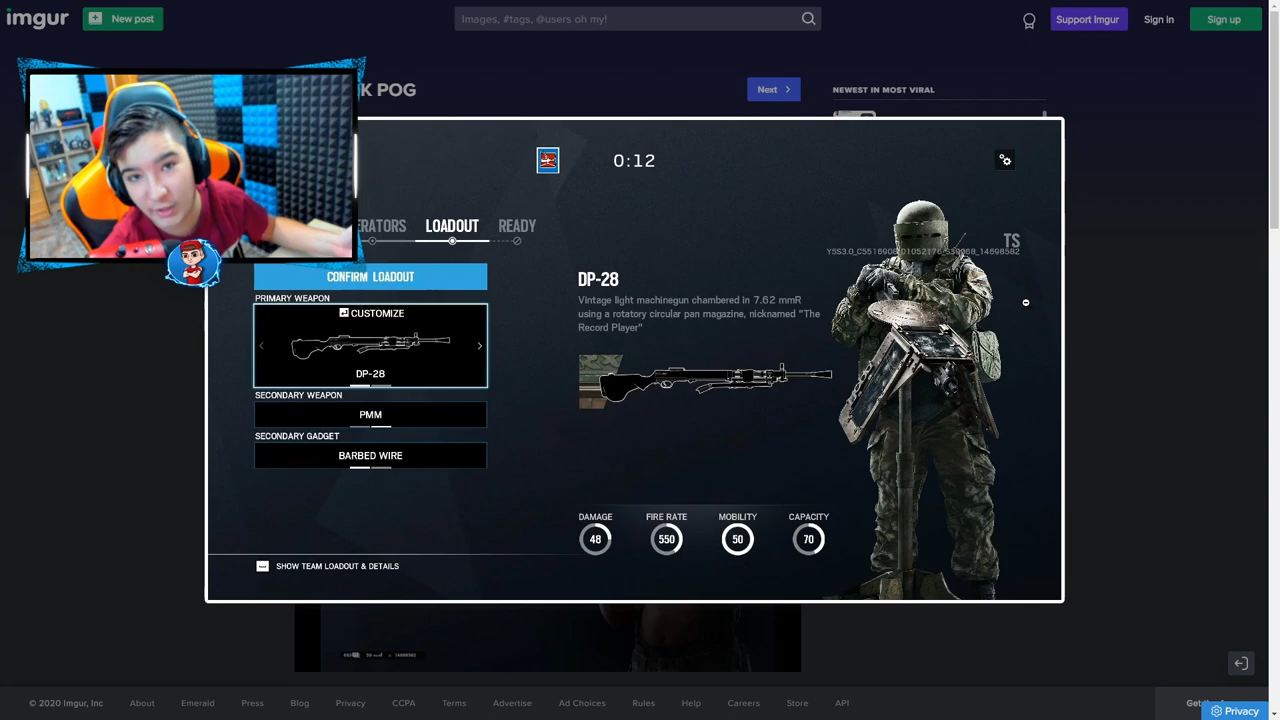 imgur
New post
Images, #tags, @users oh my!
Support Imgur
Sign in
Sign up
K POG
Next
NEWEST IN MOST VIRAL
0:12
ERATORS
LOADOUT
READY
TS
CONFIRM LOADOUT
PRIMARY WEAPON
CUSTOMIZE
DP-28
SECONDARY WEAPON
PMM
SECONDARY GADGET
BARBED WIRE
DP-28
Vintage light machinegun chambered in 7.62 mmR
using a rotatory circular pan magazine, nicknamed "The
Record Player"
DAMAGE
FIRE RATE
MOBILITY
CAPACITY
48
550
50
70
SHOW TEAM LOADOUT & DETAILS
© 2020 Imgur, Inc
About
Emerald
Press
Blog
Privacy
CCPA
Terms
Advertise
Ad Choices
Rules
Help
Careers
Store
API
Get
Privacy